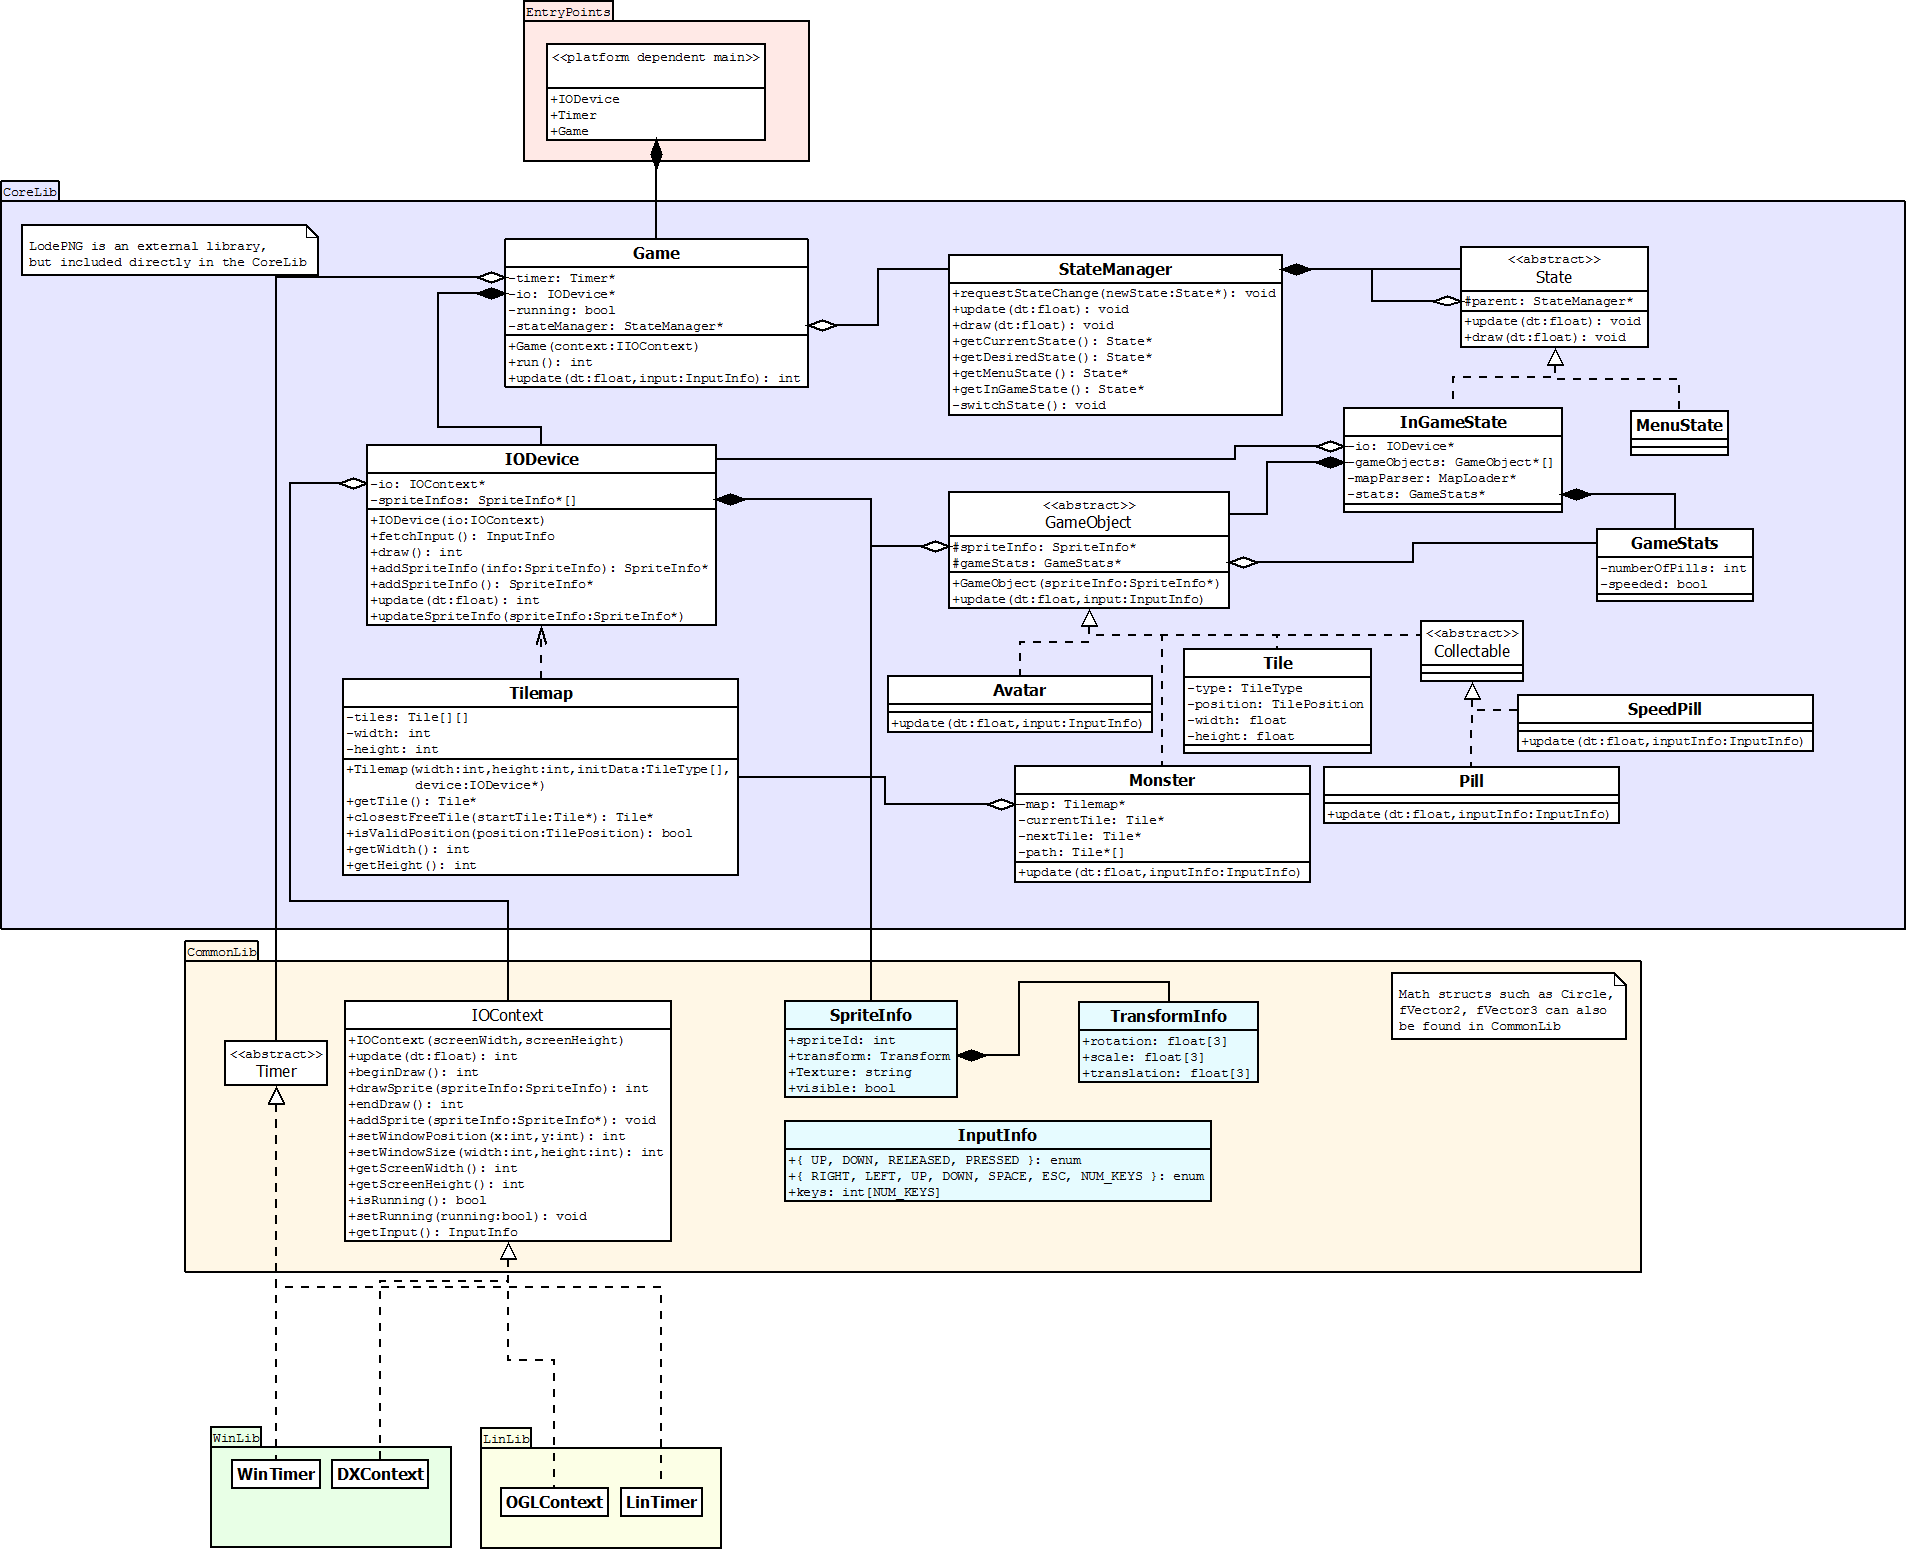 EntryPoints
<<platform dependent main>>
+IODevice
+Timer
+Game
CoreLib
LodePNG is an external library,
but included directly in the CoreLib
Game
-timer: Timer*
-io: IODevice*
-running: bool
-stateManager: StateManager*
+Game(context:IIOContext)
+run(): int
+update(dt:float,input:InputInfo): int
StateManager
+requestStateChange(newState:State*): void
+update(dt:float): void
+draw(dt:float): void
+getCurrentState(): State*
+getDesiredState(): State*
+getMenuState(): State*
+getInGameState(): State*
-switchState(): void
<<abstract>>
State
#parent: StateManager*
+update(dt:float): void
+draw(dt:float): void
InGameState
-io: IODevice*
-gameObjects: GameObject*[]
-mapParser: MapLoader*
-stats: GameStats*
MenuState
IODevice
-io: IOContext*
-spriteInfos: SpriteInfo*[]
+IODevice(io:IOContext)
+fetchInput(): InputInfo
+draw(): int
+addSpriteInfo(info:SpriteInfo): SpriteInfo*
+addSpriteInfo(): SpriteInfo*
+update(dt:float): int
+updateSpriteInfo(spriteInfo:SpriteInfo*)
<<abstract>>
GameObject
#spriteInfo: SpriteInfo*
#gameStats: GameStats*
+GameObject(spriteInfo:SpriteInfo*)
+update(dt:float,input:InputInfo)
GameStats
-numberOfPills: int
-speeded: bool
<<abstract>>
Collectable
Tilemap
-tiles: Tile[][]
-width: int
-height: int
+Tilemap(width:int,height:int,initData:TileType[],
device:IODevice*)
+getTile(): Tile*
+closestFreeTile(startTile:Tile*): Tile*
+isValidPosition(position:TilePosition): bool
+getWidth(): int
+getHeight(): int
Avatar
+update(dt:float,input:InputInfo)
Tile
-type: TileType
-position: TilePosition
-width: float
-height: float
SpeedPill
+update(dt:float,inputInfo:InputInfo)
Monster
-map: Tilemap*
-currentTile: Tile*
-nextTile: Tile*
-path: Tile*[]
+update(dt:float,inputInfo:InputInfo)
Pill
+update(dt:float,inputInfo:InputInfo)
CommonLib
<<abstract>>
Timer
IOContext
+IOContext(screenWidth,screenHeight)
+update(dt:float): int
+beginDraw(): int
+drawSprite(spriteInfo:SpriteInfo): int
+endDraw(): int
+addSprite(spriteInfo:SpriteInfo*): void
+setWindowPosition(x:int,y:int): int
+setWindowSize(width:int,height:int): int
+getScreenWidth(): int
+getScreenHeight(): int
+isRunning(): bool
+setRunning(running:bool): void
+getInput(): InputInfo
SpriteInfo
+spriteId: int
+transform: Transform
+Texture: string
+visible: bool
TransformInfo
+rotation: float[3]
+scale: float[3]
+translation: float[3]
Math structs such as Circle,
fVector2, fVector3 can also
be found in CommonLib
InputInfo
+{ UP, DOWN, RELEASED, PRESSED }: enum
+{ RIGHT, LEFT, UP, DOWN, SPACE, ESC, NUM_KEYS }: enum
+keys: int[NUM_KEYS]
WinLib
WinTimer
DXContext
LinLib
OGLContext
LinTimer